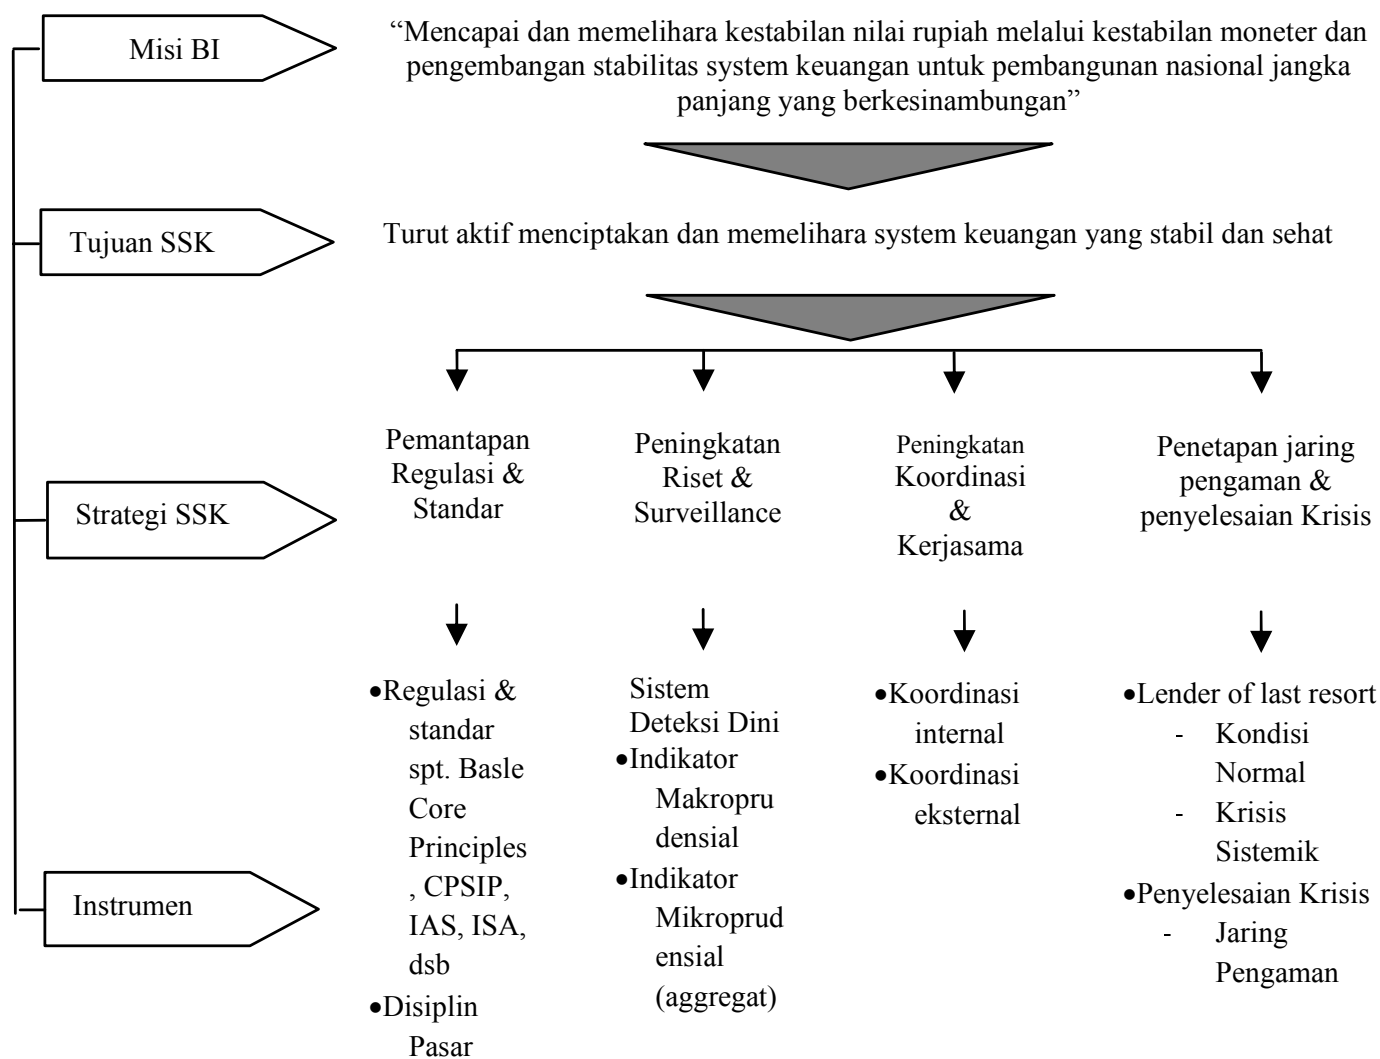 Misi BI
“Mencapai dan memelihara kestabilan nilai rupiah melalui kestabilan moneter dan
pengembangan stabilitas system keuangan untuk pembangunan nasional jangka
panjang yang berkesinambungan”
Tujuan SSK
Turut aktif menciptakan dan memelihara system keuangan yang stabil dan sehat
Strategi SSK
Pemantapan
Regulasi &
Standar
Peningkatan
Riset &
Surveillance
Peningkatan
Koordinasi
&
Kerjasama
Penetapan jaring
pengaman &
penyelesaian Krisis
Instrumen
•Regulasi &
standar
spt. Basle
Core
Principles
, CPSIP,
IAS, ISA,
dsb
•Disiplin
Pasar
Sistem
Deteksi Dini
•Indikator
Makropru
densial
•Indikator
Mikroprud
ensial
(aggregat)
•Koordinasi
internal
•Koordinasi
eksternal
•Lender of last resort
- Kondisi
Normal
- Krisis
Sistemik
•Penyelesaian Krisis
- Jaring
Pengaman